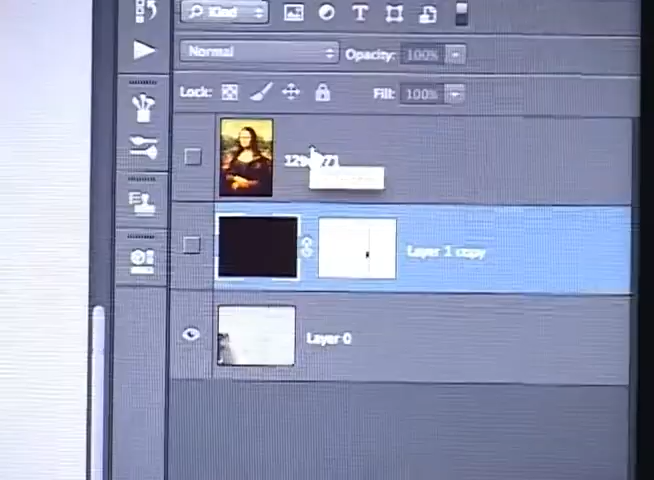 Kind
Normal
Opacity: 100%
Lock:
Fill: 100%
Layer 1 copy
Layer 0